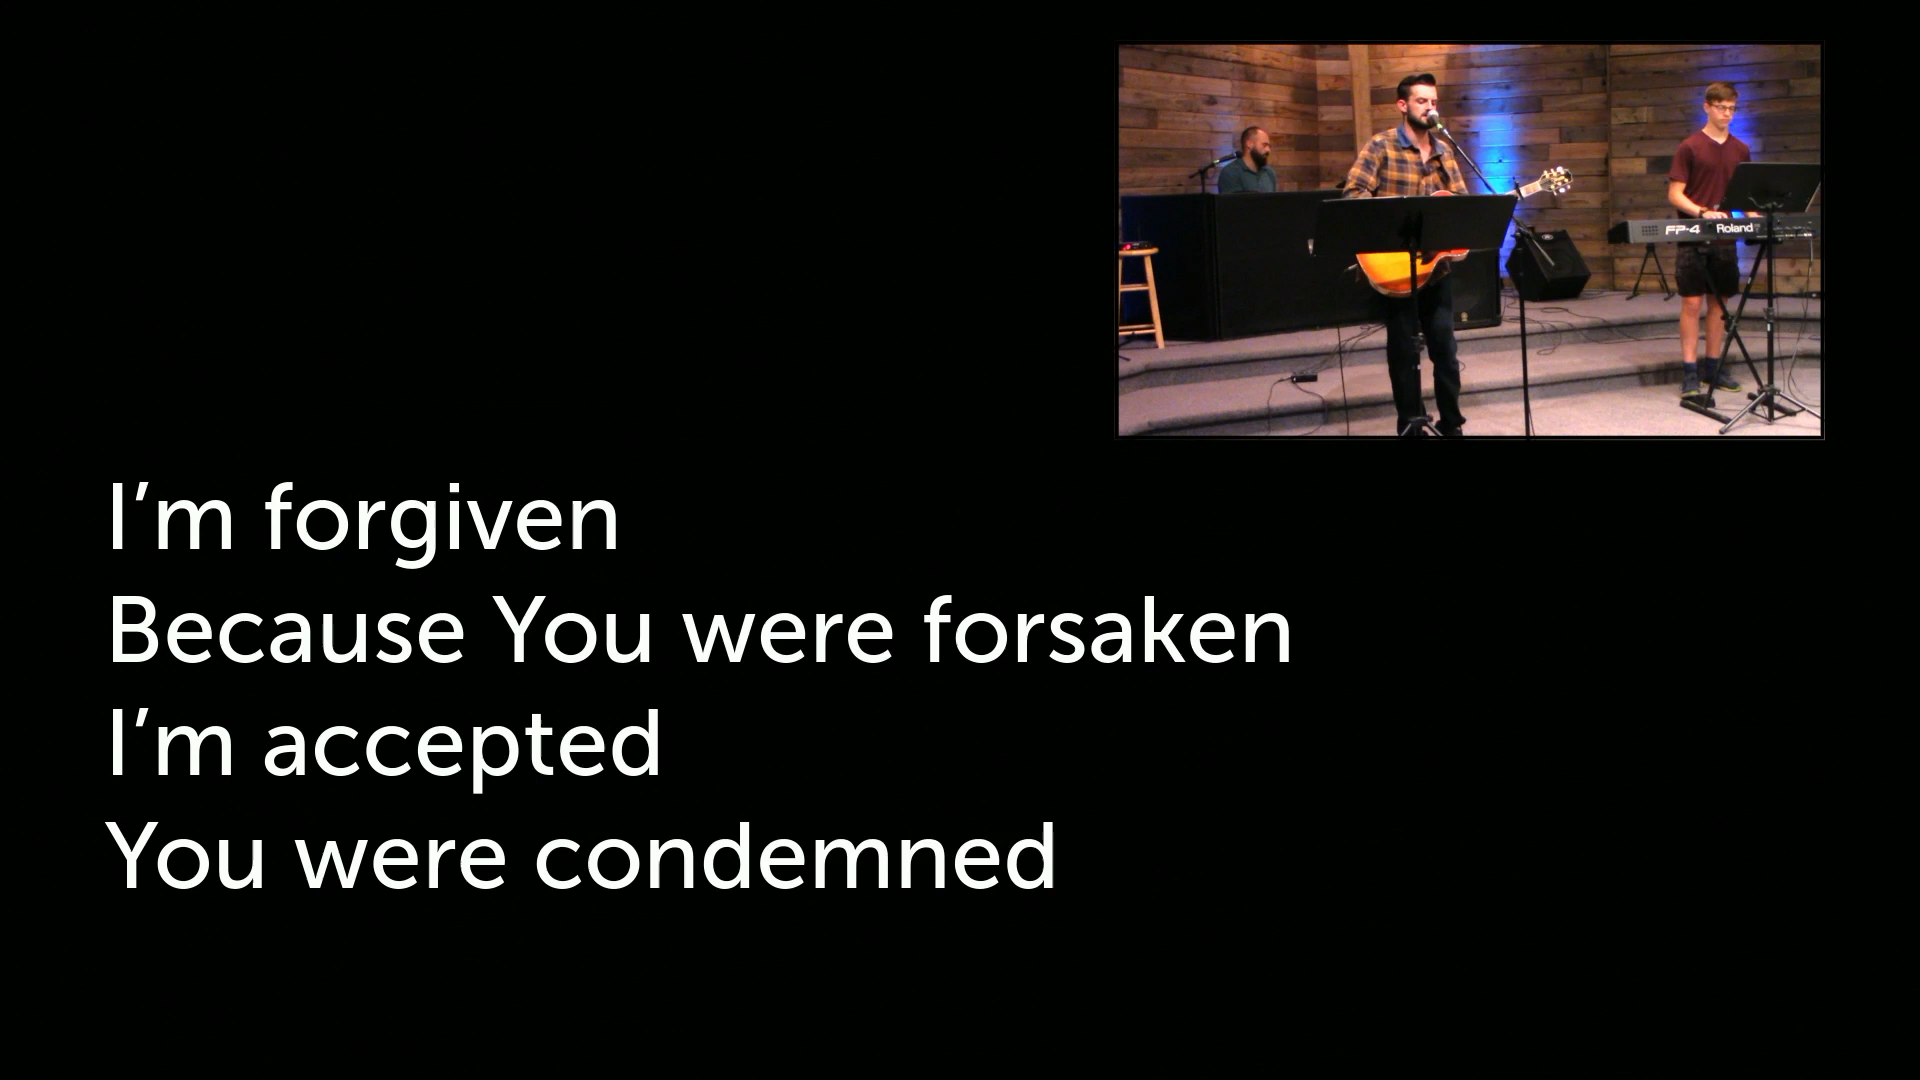 FP-4 Roland
I'm forgiven
Because You were forsaken
I'm accepted
You were condemned